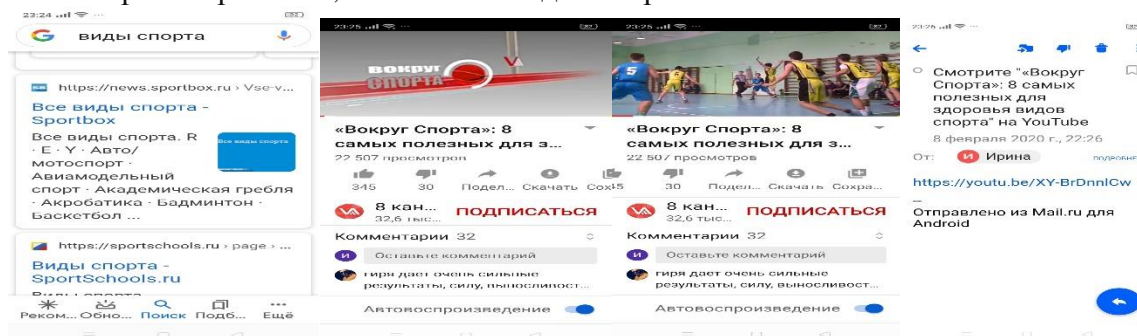 23:24
виды спорта
https://news.sportbox.ru › Vse-v...
Все виды спорта -
Sportbox
Все виды спорта. R
· E · Y · Авто/
мотоспорт ·
Авиамодельный
спорт · Академическая гребля
· Акробатика · Бадминтон ·
Баскетбол ...
Все виды спорта
https://sportschools.ru › page › ...
Виды спорта -
SportSchools.ru
Реком... Обно... Поиск Подб... Ещё
23:25
ВОКРУГ
СПОРТА
«Вокруг Спорта»: 8
самых полезных для з...
22 507 просмотров
345 30 Подел... Скачать Сох
8 кан...
32,6 тыс...
ПОДПИСАТЬСЯ
Комментарии 32
И Оставьте комментарий
гиря дает очень сильные
результаты, силу, выносливост...
Автовоспроизведение
23:25
«Вокруг Спорта»: 8
самых полезных для з...
22 507 просмотров
45 30 Подел... Скачать Сохра...
8 кан...
32,6 тыс...
ПОДПИСАТЬСЯ
Комментарии 32
И Оставьте комментарий
гиря дает очень сильные
результаты, силу, выносливост...
Автовоспроизведение
Смотрите "«Вокруг
Спорта»: 8 самых
полезных для
здоровья видов
спорта" на YouTube
8 февраля 2020 г., 22:26
От: И Ирина подробне
https://youtu.be/XY-BrDnnlCw
--
Отправлено из Mail.ru для
Android